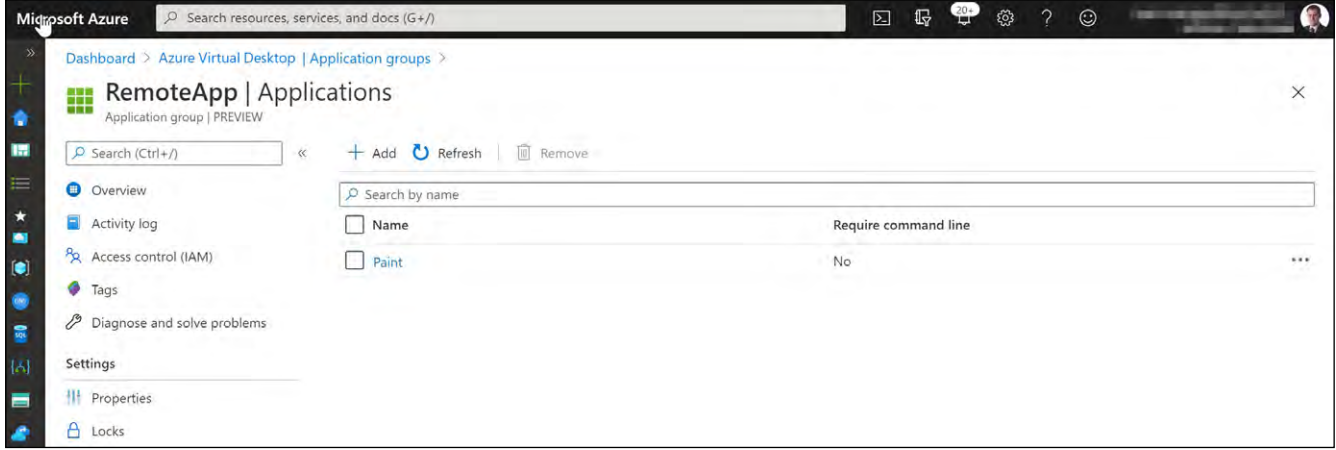 Microsoft Azure
Search resources, services, and docs (G+/)
20+
Dashboard > Azure Virtual Desktop | Application groups >
RemoteApp | Applications
Application group | PREVIEW
Search (Ctrl+/)
Add
Refresh
Remove
Overview
Activity log
Access control (IAM)
Tags
Diagnose and solve problems
Settings
Properties
Locks
Search by name
Name Require command line
Paint No